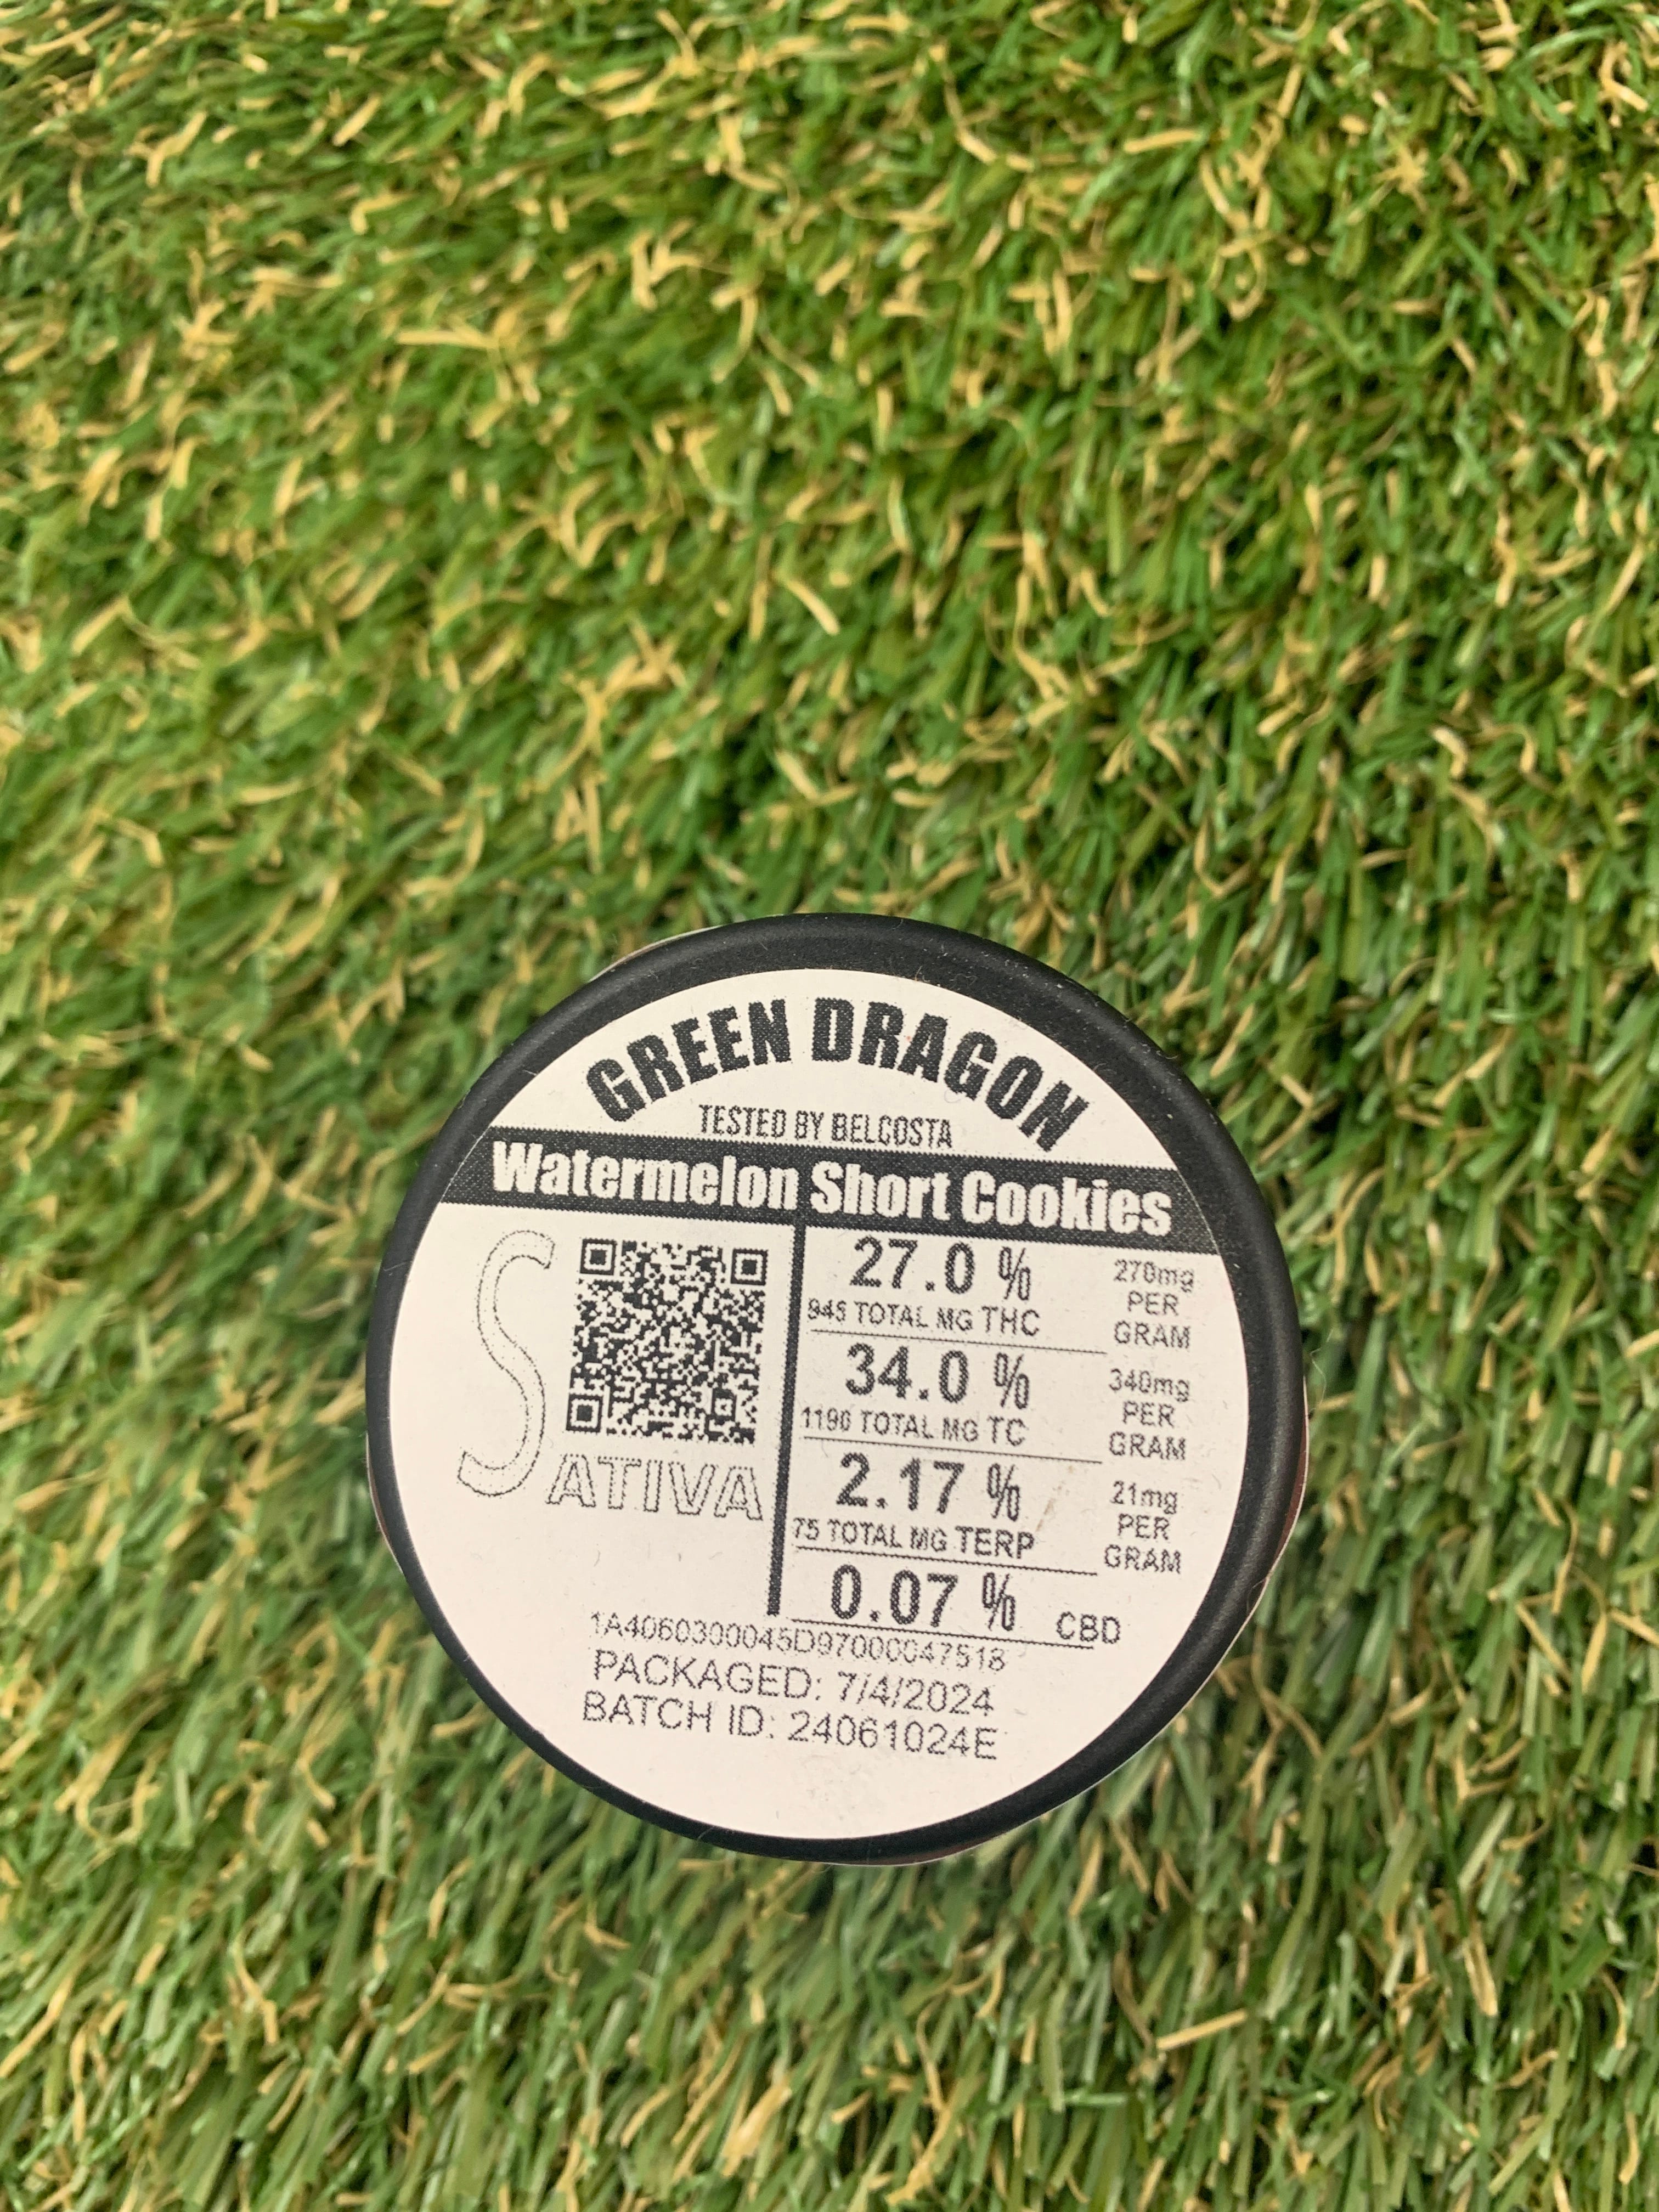 GREEN DRAGON
TESTED BY BELCOSTA
Watermelon Short Cookies
SATIVA
27.0 %
945 TOTAL MG THC
270mg
PER
GRAM
34.0 %
1190 TOTAL MG TC
340mg
PER
GRAM
2.17 %
75 TOTAL MG TERP
21mg
PER
GRAM
0.07 % CBD
1A4060300045D97000047518
PACKAGED: 7/4/2024
BATCH ID: 24061024E